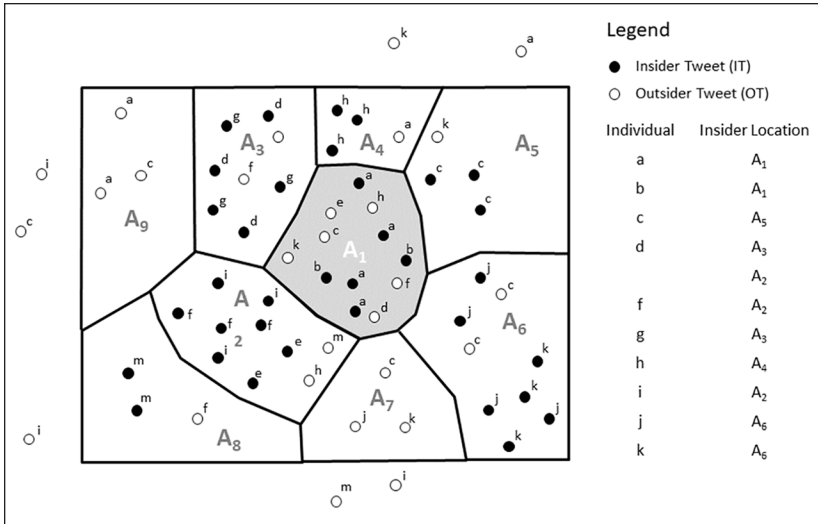 k
a
Legend
Insider Tweet (IT)
Outsider Tweet (OT)
Individual Insider Location
a A1
b A1
c A5
d A3
A2
f A2
g A3
h A4
i A2
j A6
k A6
a
c
a
A9
i
c
i
g
d
A3
d
f
g
g
d
h
h
h
a
A4
k
c
c
c
A5
a
e
h
c
a
A1
k
b
b
a
f
a
d
i
A
i
f
f
f
2
i
e
m
e
h
j
c
j
A6
c
k
k
j
j
k
m
m
f
A8
c
A7
j
k
m
i